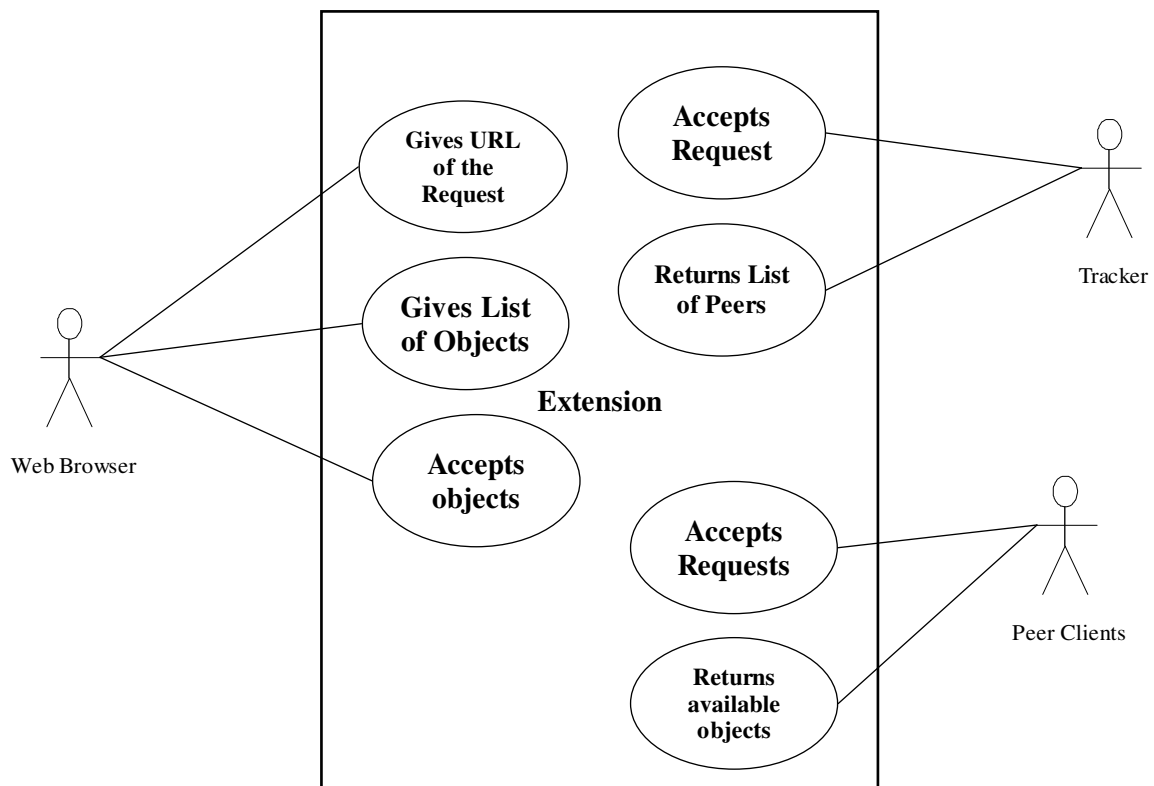 Gives URL
of the
Request
Accepts
Request
Returns List
of Peers
Tracker
Gives List
of Objects
Extension
Web Browser
Accepts
objects
Accepts
Requests
Peer Clients
Returns
available
objects